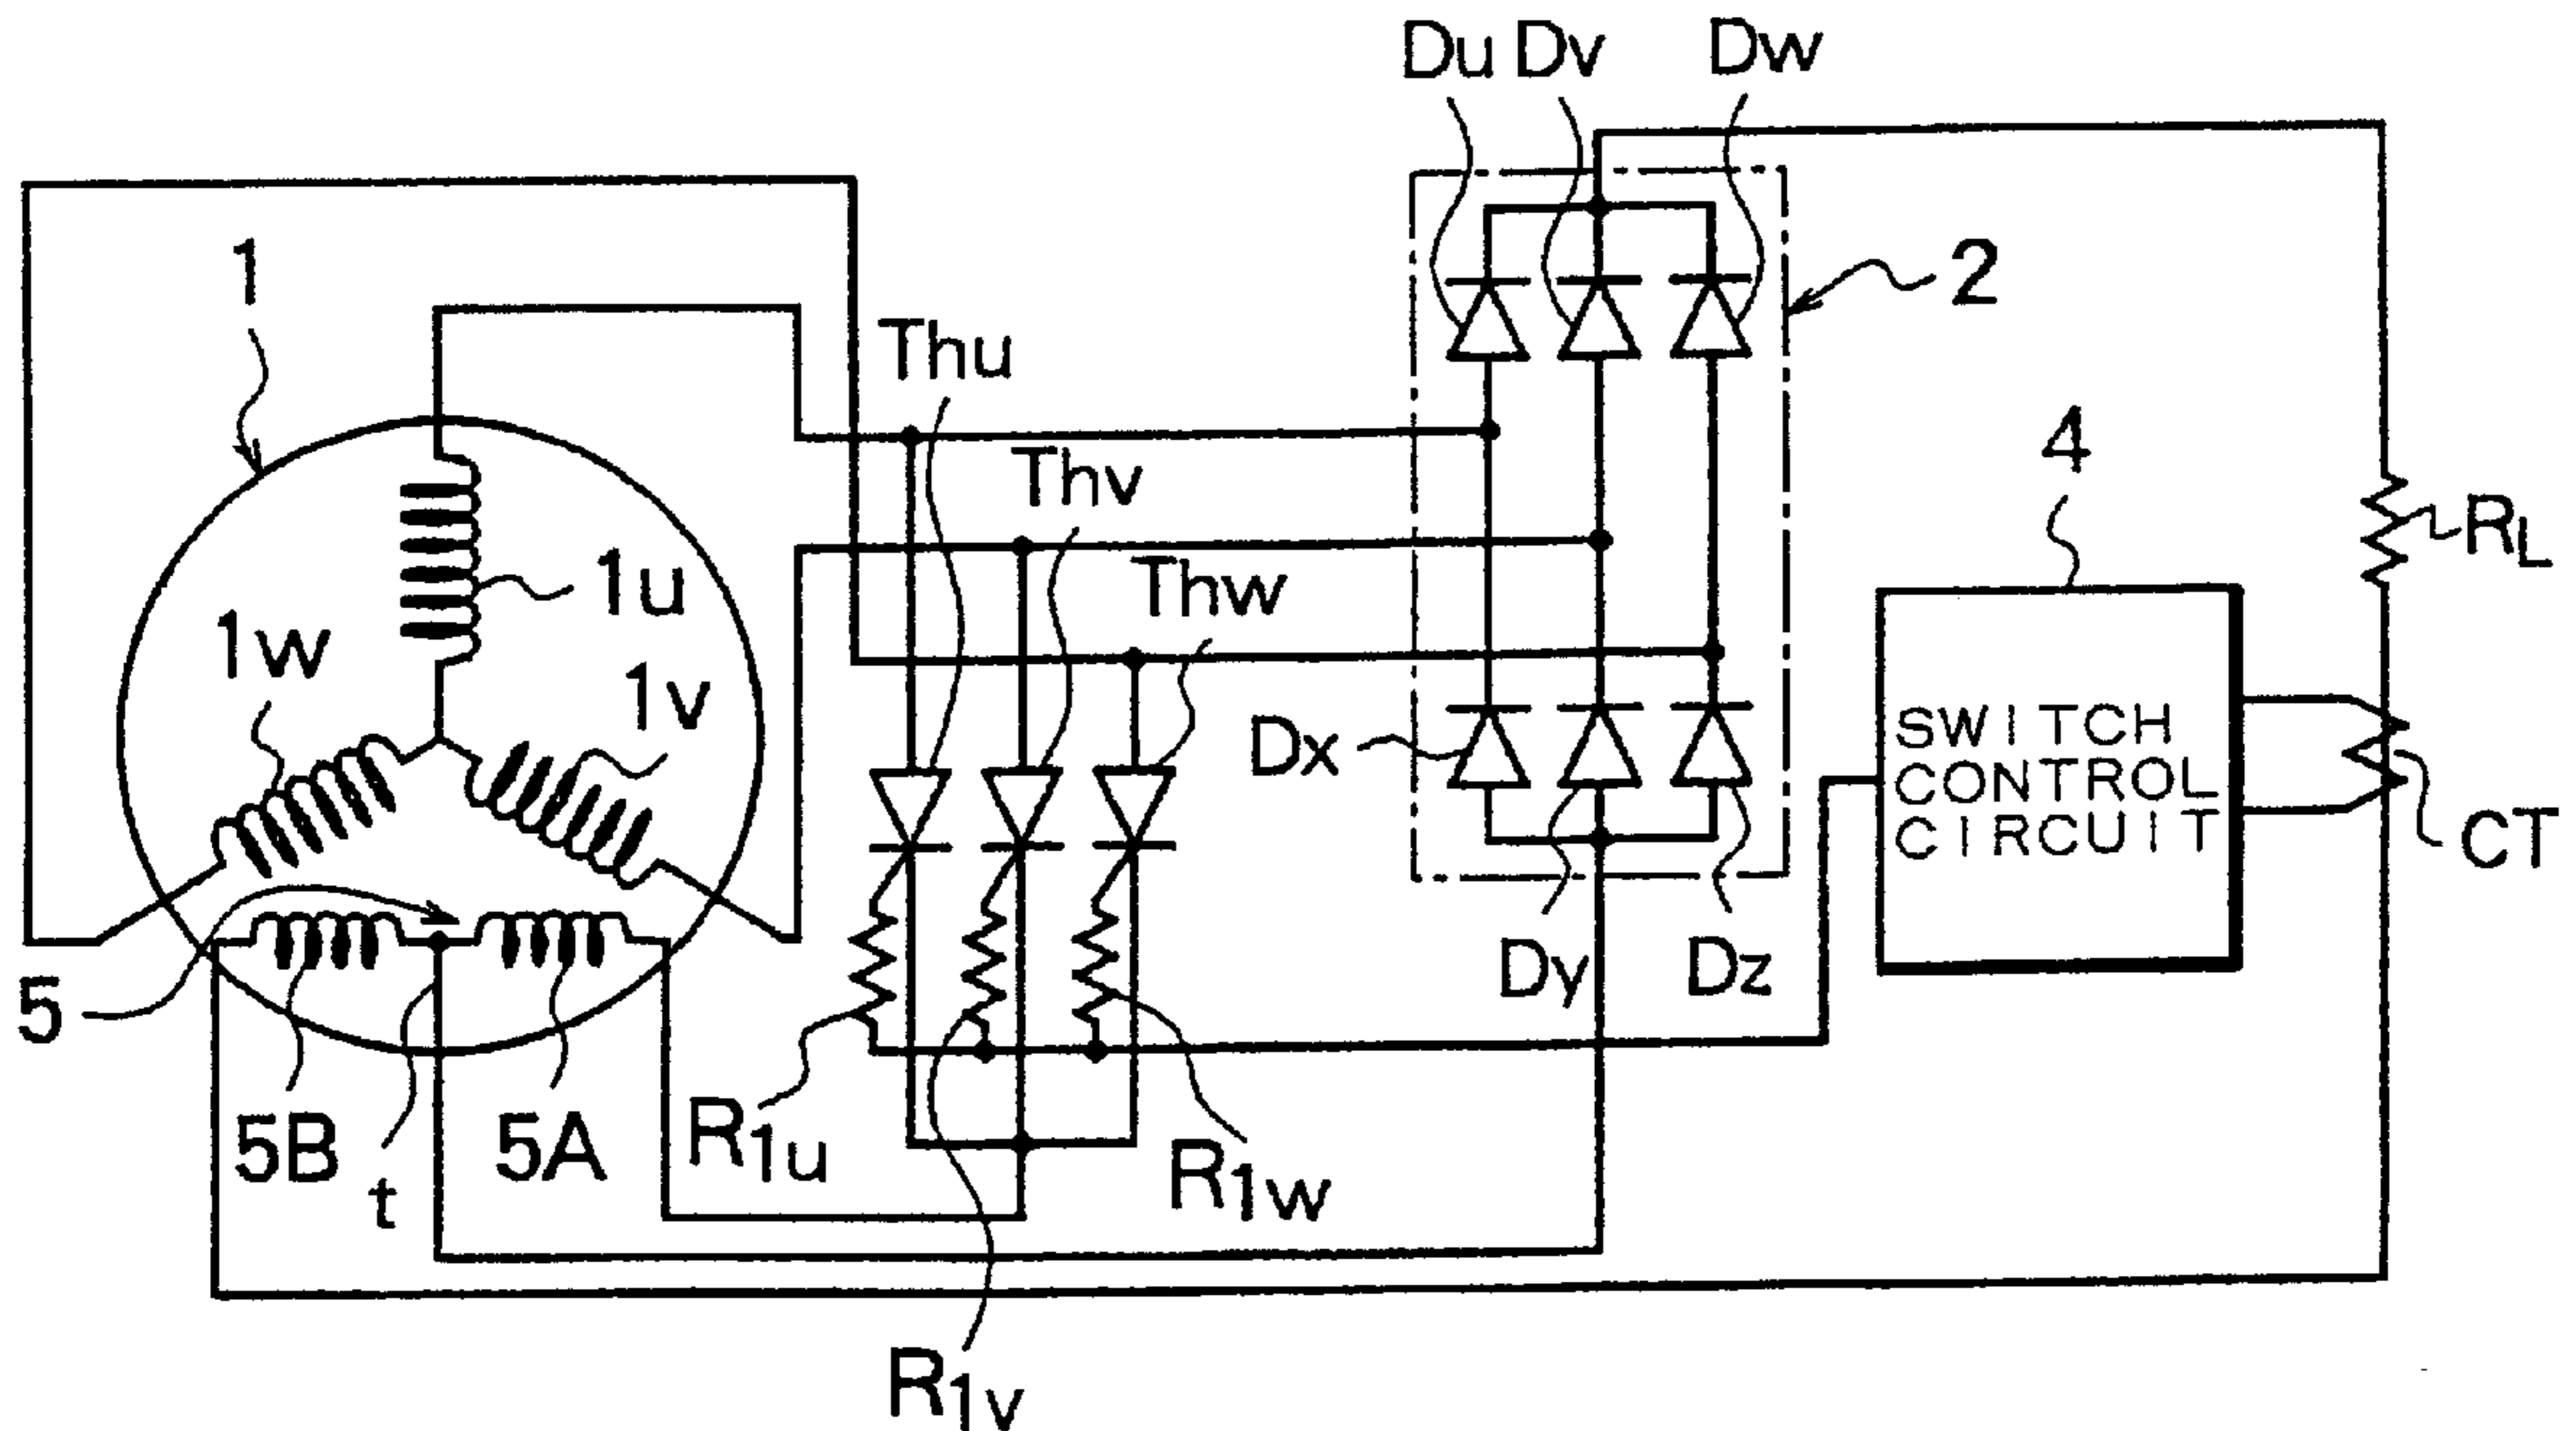 Du Dv Dw
1
2
Thu
4
Thv
RL
1u
Thw
1w
1v
SWITCH
CONTROL
CIRCUIT
Dx
CT
5
Dy
Dz
5B
t
5A
R1u
R1w
R1v